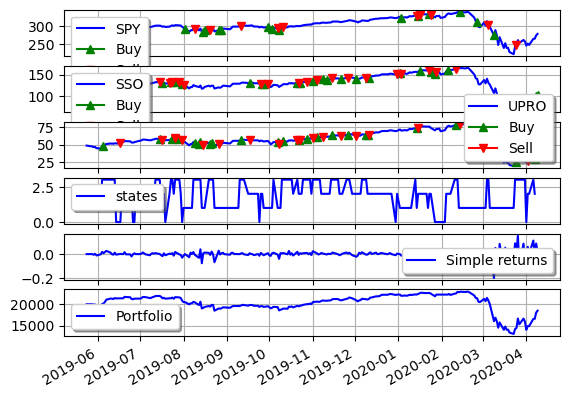 300
250
SPY
Buy
150
100
SSO
Buy
75
50
25
UPRO
Buy
Sell
2.5
0.0
states
0.0
−0.2
Simple returns
20000
15000
Portfolio
2019-06
2019-07
2019-08
2019-09
2019-10
2019-11
2019-12
2020-01
2020-02
2020-03
2020-04